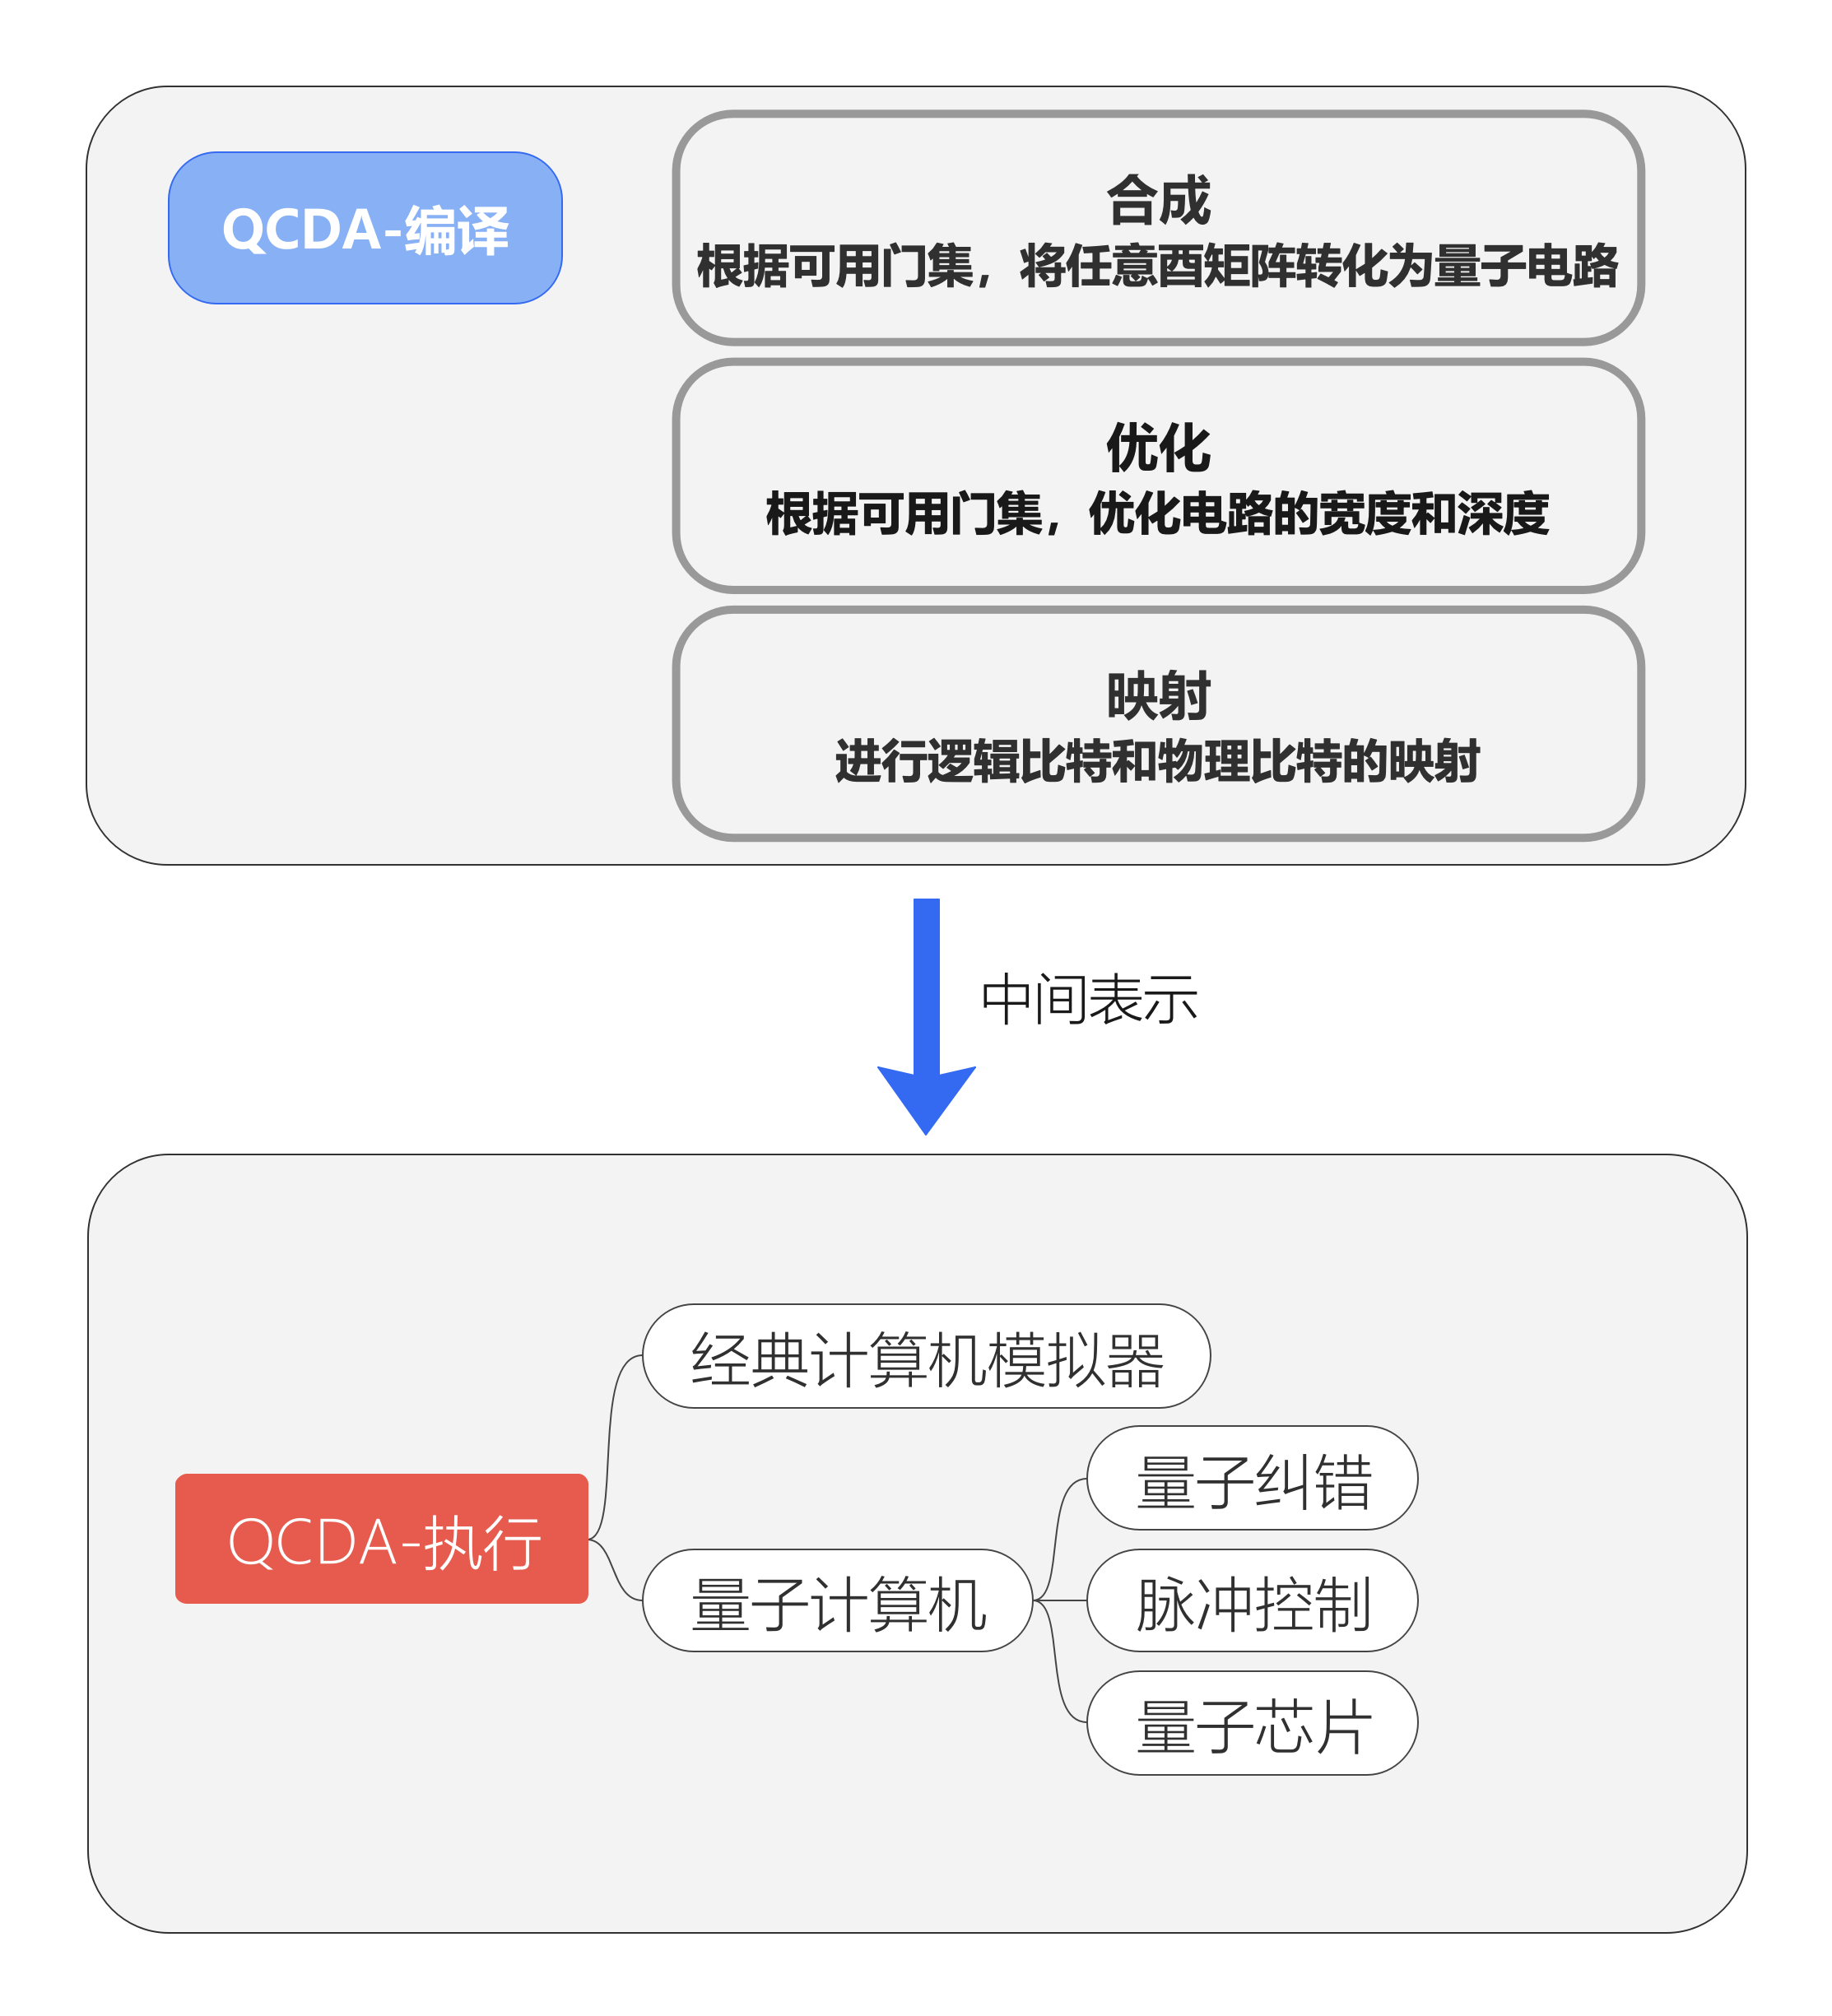 QCDA-编译
合成
根据可用门集，将任意酉矩阵转化为量子电路
优化
根据可用门集，优化电路的宽度和深度
映射
进行逻辑比特和物理比特的映射
中间表示
经典计算机模拟器
量子纠错
QCDA-执行
量子计算机
脉冲控制
量子芯片